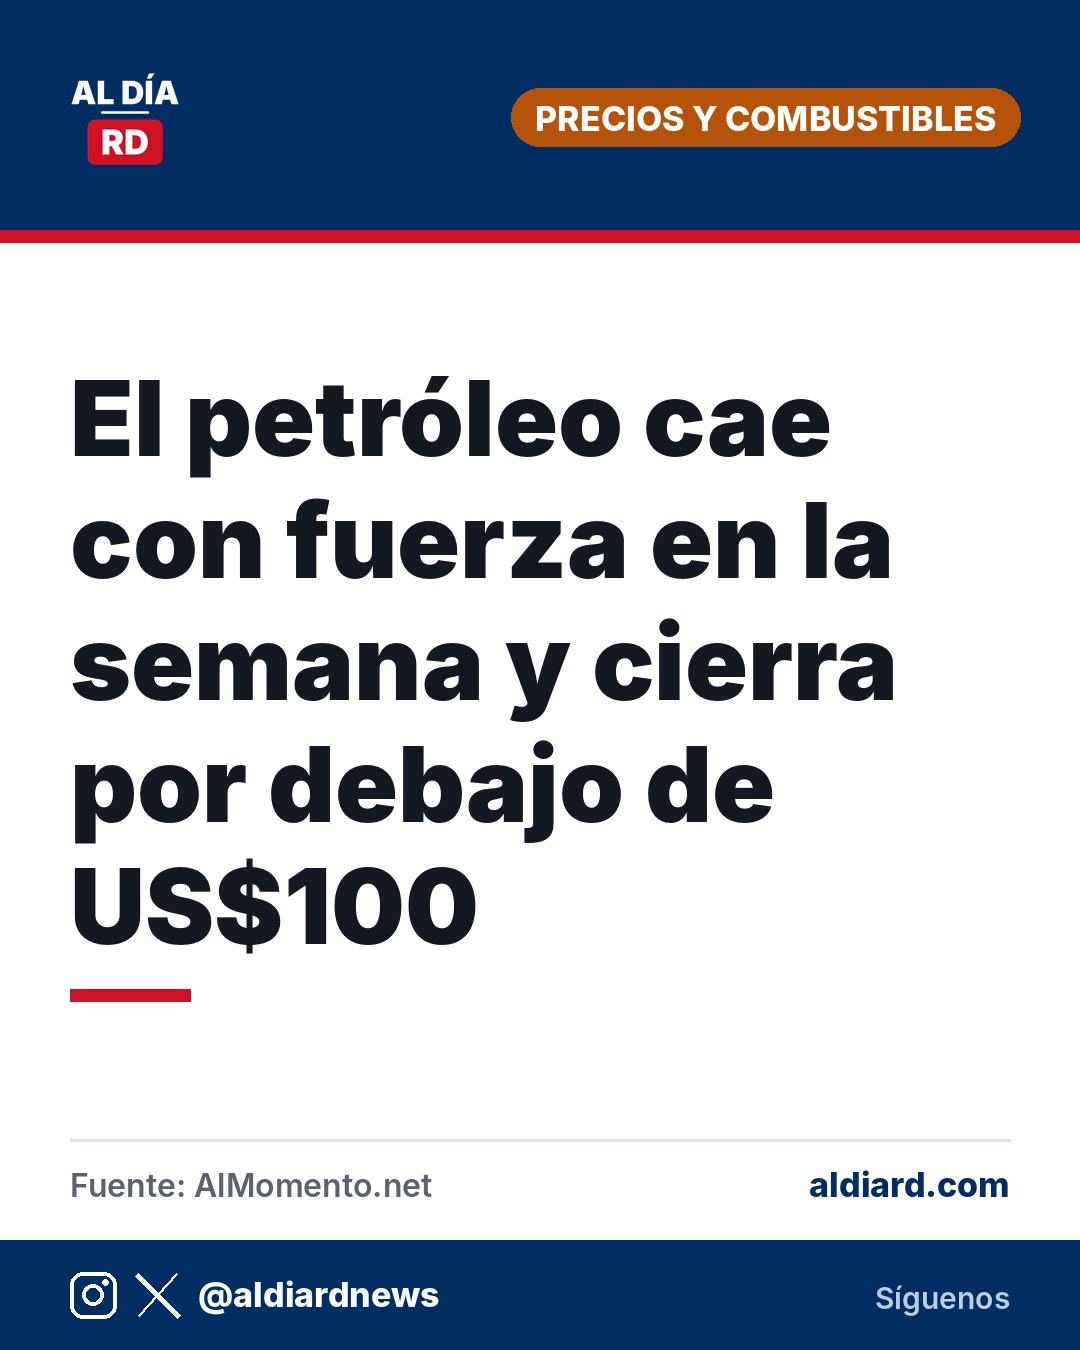 AL DÍA
RD
PRECIOS Y COMBUSTIBLES
El petróleo cae
con fuerza en la
semana y cierra
por debajo de
US$100
Fuente: AlMomento.net
aldiard.com
@aldiardnews
Síguenos